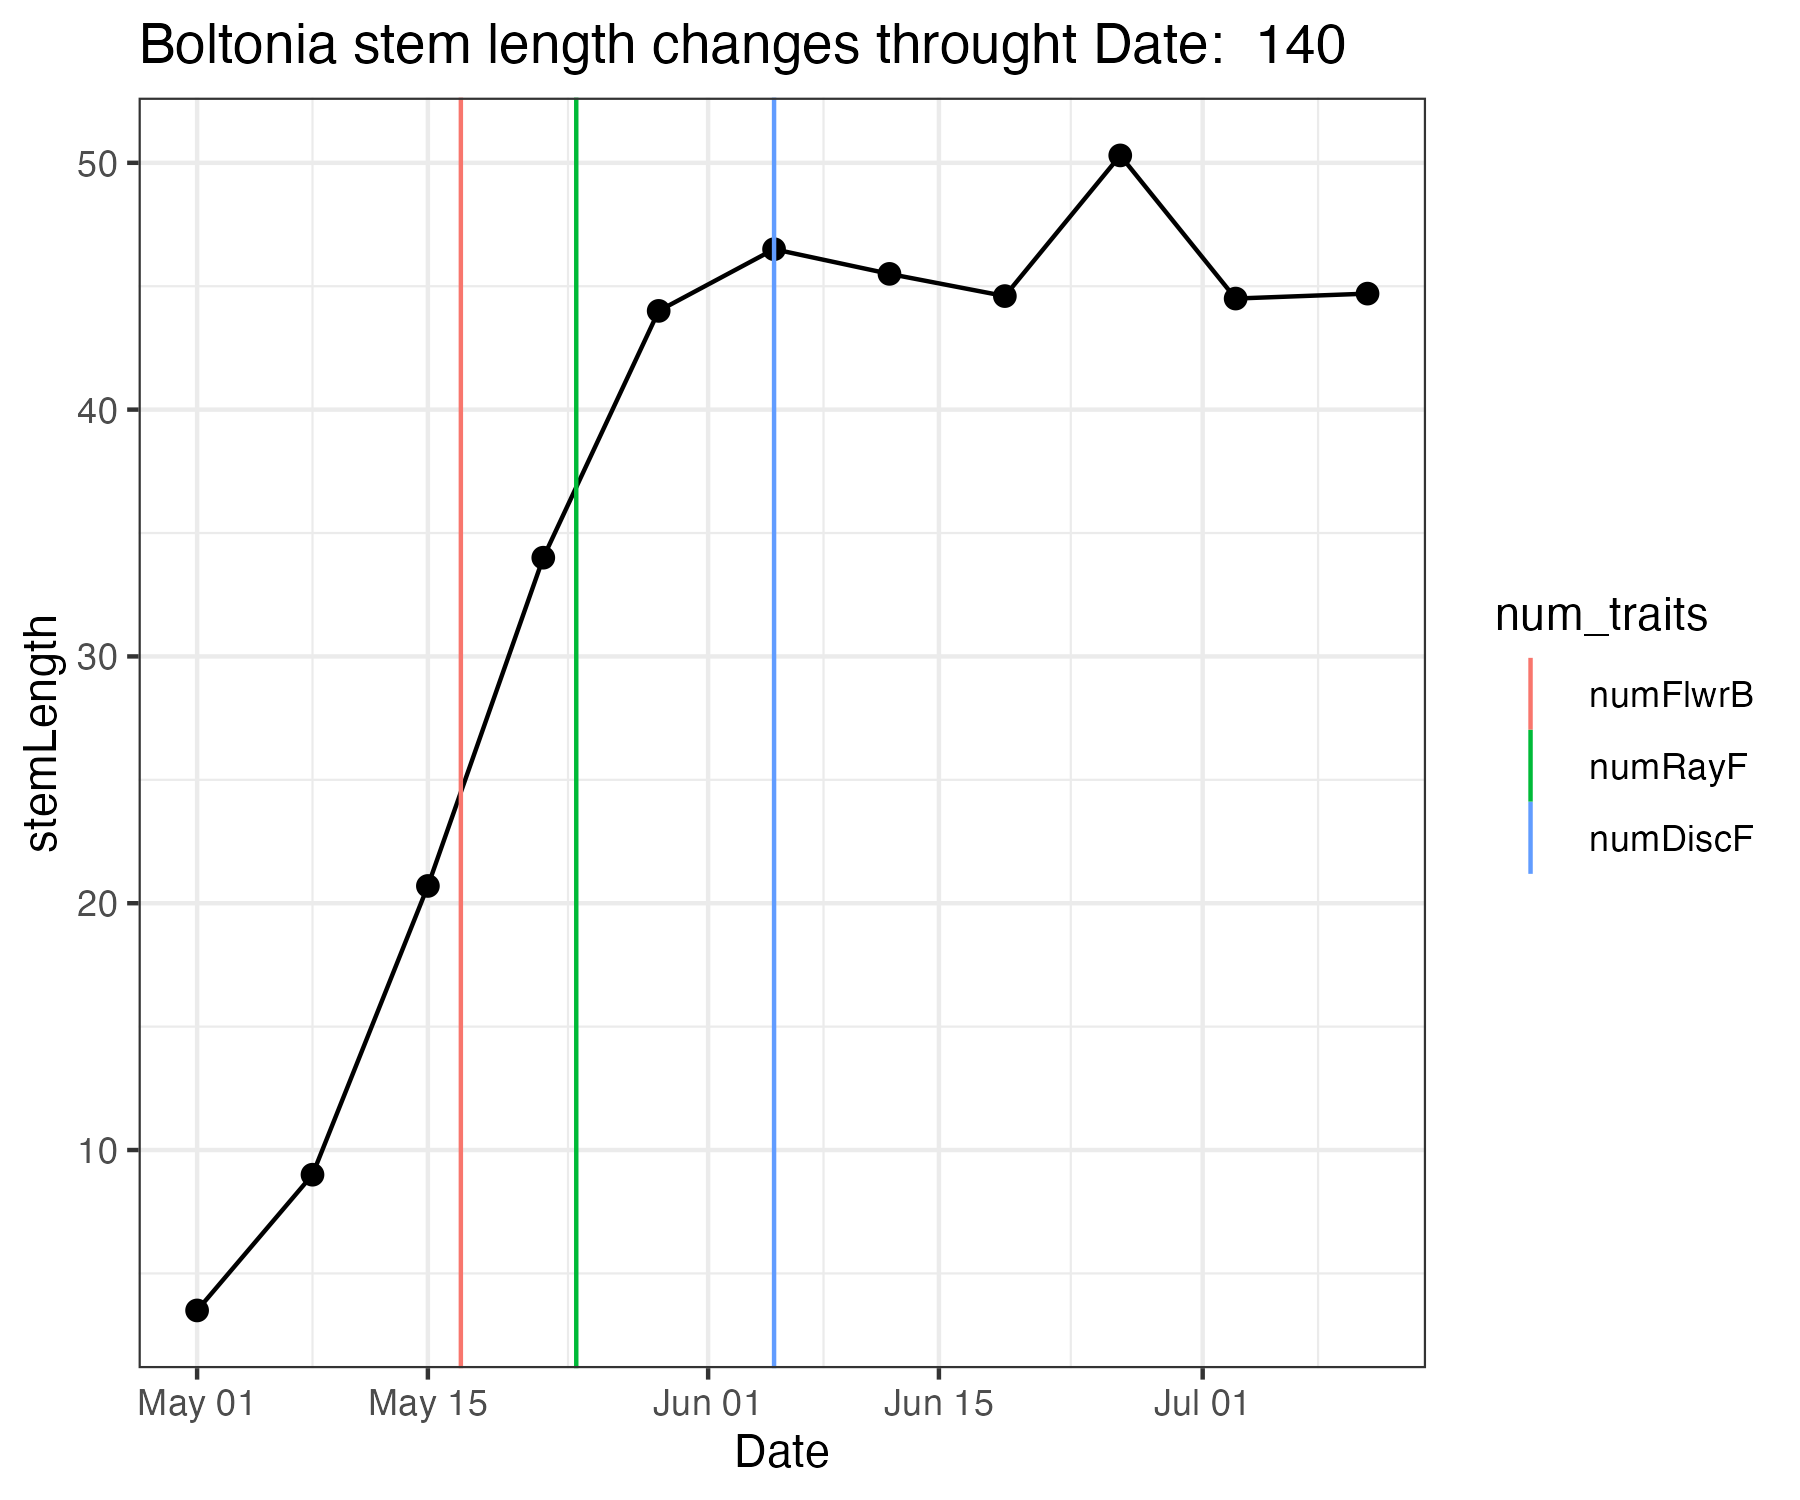 Boltonia stem length changes throught Date:  140
50
40
30
20
10
stemLength
May 01
May 15
Jun 01
Jun 15
Jul 01
Date
num_traits
numFlwrB
numRayF
numDiscF